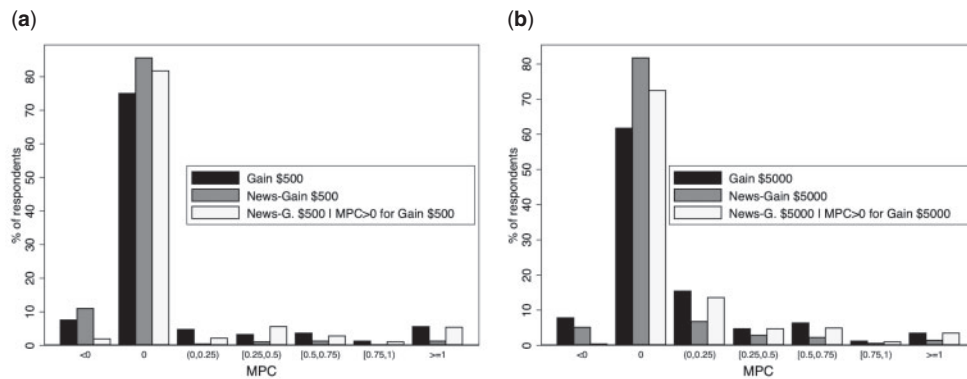 (a)
(b)
% of respondents
80
70
60
50
40
30
20
10
0
Gain $500
News-Gain $500
News-G. $500 | MPC>0 for Gain $500
<0
0
(0,0.25)
[0.25,0.5)
[0.5,0.75)
[0.75,1)
>=1
MPC
% of respondents
80
70
60
50
40
30
20
10
0
Gain $5000
News-Gain $5000
News-G. $5000 | MPC>0 for Gain $5000
<0
0
(0,0.25)
[0.25,0.5)
[0.5,0.75)
[0.75,1)
>=1
MPC